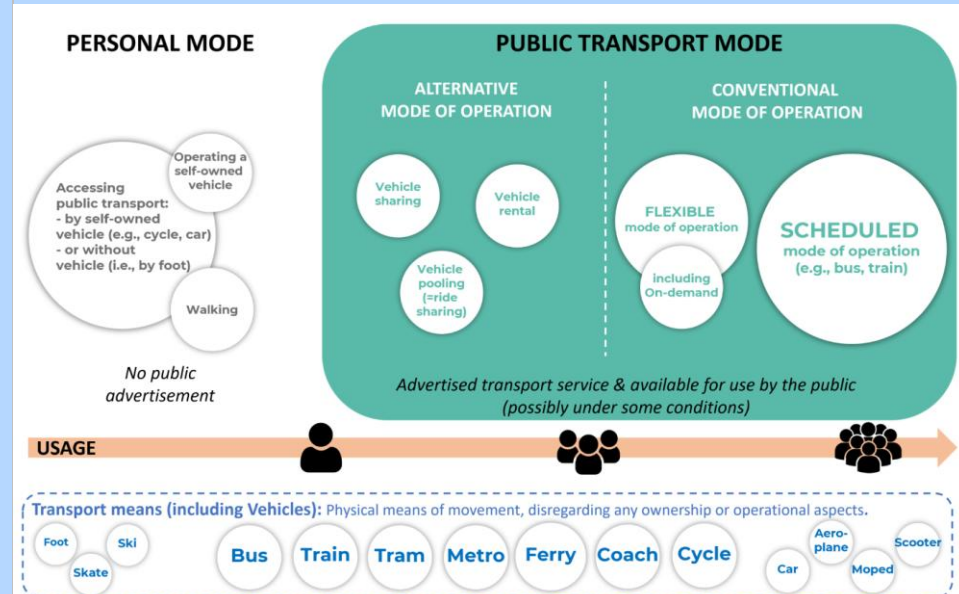 PERSONAL MODE
Accessing
public transport:
- by self-owned
vehicle (e.g., cycle, car)
- or without
vehicle (i.e., by foot)
Operating a
self-owned
vehicle
Walking
No public
advertisement
PUBLIC TRANSPORT MODE
ALTERNATIVE
MODE OF OPERATION
Vehicle
sharing
Vehicle
rental
Vehicle
pooling
(=ride
sharing)
CONVENTIONAL
MODE OF OPERATION
FLEXIBLE
mode of operation
including
On-demand
SCHEDULED
mode of operation
(e.g., bus, train)
Advertised transport service & available for use by the public
(possibly under some conditions)
USAGE
Transport means (including Vehicles): Physical means of movement, disregarding any ownership or operational aspects.
Foot
Skate
Ski
Bus
Train
Tram
Metro
Ferry
Coach
Cycle
Car
Aero-
plane
Moped
Scooter